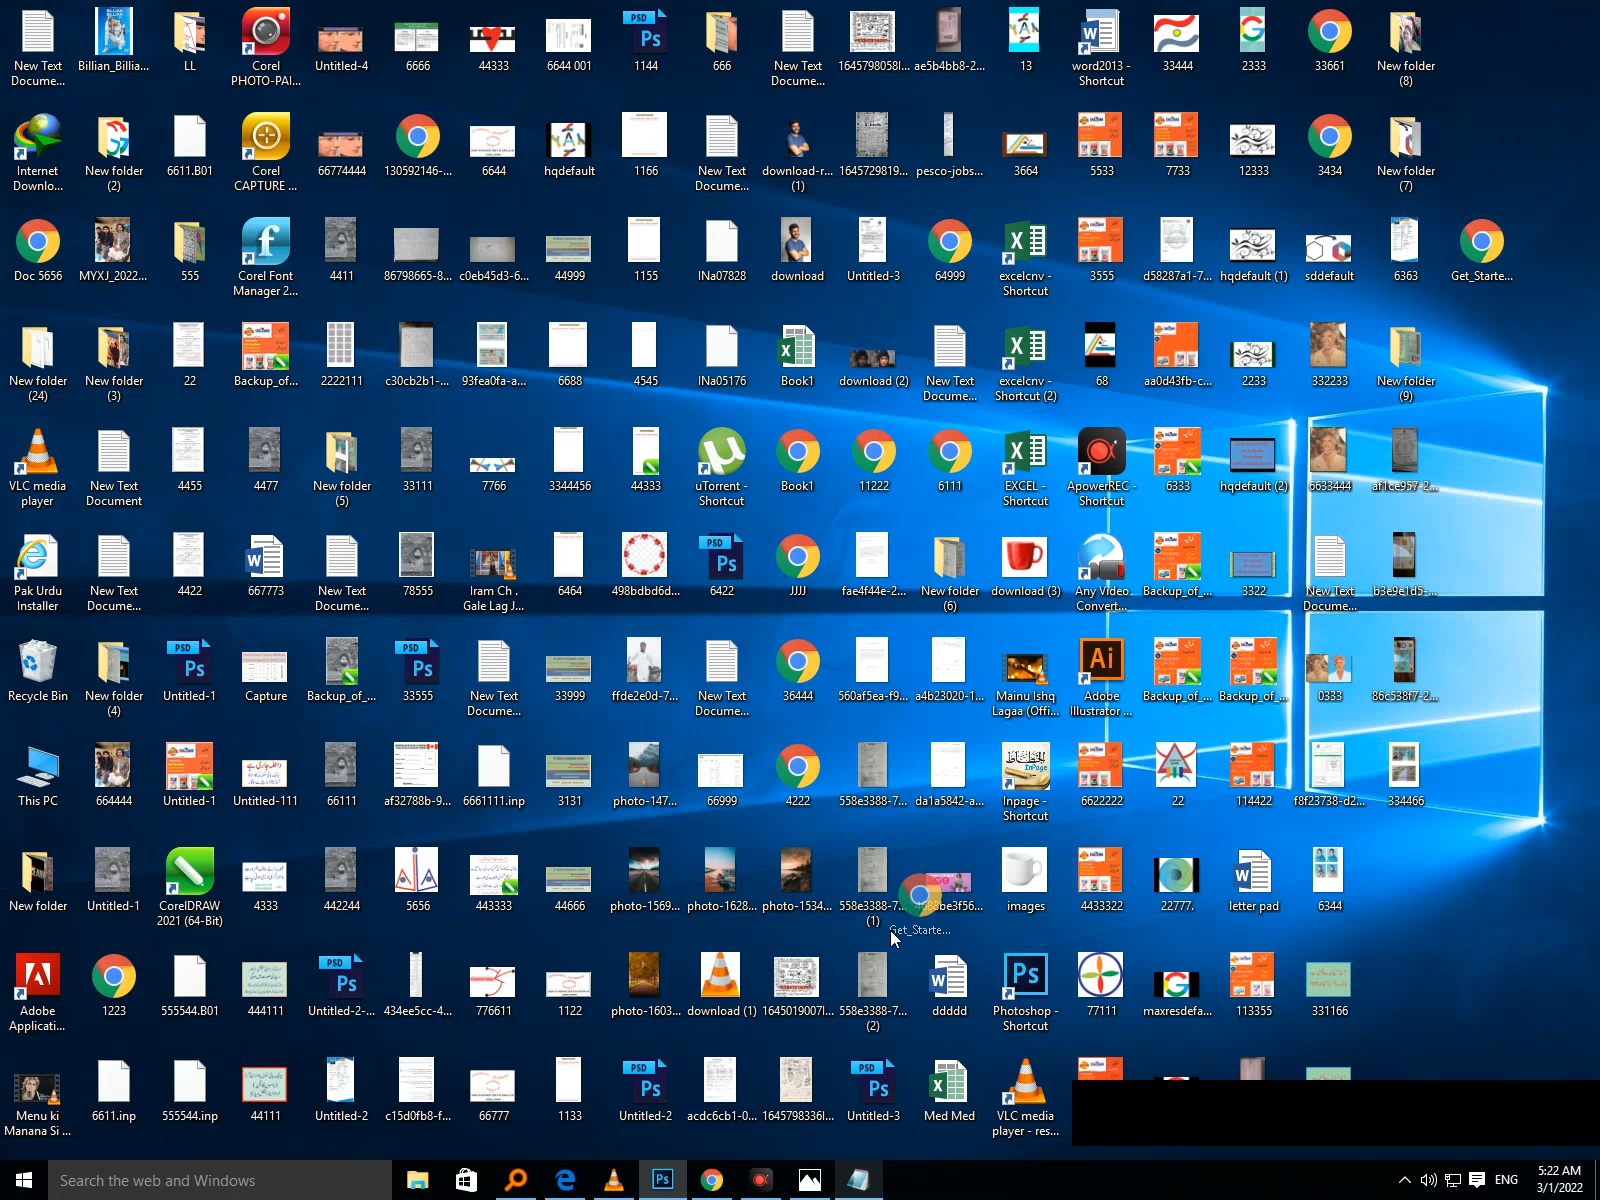 New Text Docume...
Billian_Billia...
LL
Corel PHOTO-PAI...
Untitled-4
6666
44333
6644 001
1144
666
New Text Docume...
1645798058l...
ae5b4bb8-2...
13
word2013 - Shortcut
33444
2333
33661
New folder (8)
Internet Downlo...
New folder (2)
6611.B01
Corel CAPTURE ...
66774444
130592146-...
6644
hqdefault
1166
New Text Docume...
download-r... (1)
1645729819...
pesco-jobs...
3664
5533
7733
12333
3434
New folder (7)
Doc 5656
MYXJ_2022...
555
Corel Font Manager 2...
4411
86798665-8...
c0eb45d3-6...
44999
1155
INa07828
download
Untitled-3
64999
excelcnv - Shortcut
3555
d58287a1-7...
hqdefault (1)
sddefault
6363
Get_Starte...
New folder (24)
New folder (3)
22
Backup_of_...
2222111
c30cb2b1-...
93fea0fa-a...
6688
4545
INa05176
Book1
download (2)
New Text Docume...
excelcnv - Shortcut (2)
68
aa0d43fb-c...
2233
332233
New folder (9)
VLC media player
New Text Document
4455
4477
New folder (5)
33111
7766
3344456
44333
uTorrent - Shortcut
Book1
11222
6111
EXCEL - Shortcut
ApowerREC - Shortcut
6333
hqdefault (2)
6633444
af1ce957-2...
Pak Urdu Installer
New Text Docume...
4422
667773
New Text Docume...
78555
Iram Ch . Gale Lag J...
6464
498bdbd6d...
6422
JJJJ
fae4f44e-2...
New folder (6)
download (3)
Any Video Convert...
Backup_of_...
3322
New Text Docume...
b3e9e1d5-...
Recycle Bin
New folder (4)
Untitled-1
Capture
Backup_of_...
33555
New Text Docume...
33999
ffde2e0d-7...
New Text Docume...
36444
560af5ea-f9...
a4b23020-1...
Mainu Ishq Lagaa (Offi...
Adobe Illustrator ...
Backup_of_...
Backup_of_...
0333
86c538f7-2...
This PC
664444
Untitled-1
Untitled-111
66111
af32788b-9...
6661111.inp
3131
photo-147...
66999
4222
558e3388-7...
da1a5842-a...
Inpage - Shortcut
6622222
22
114422
f8f23738-d2...
334466
New folder
Untitled-1
CorelDRAW 2021 (64-Bit)
4333
442244
5656
443333
44666
photo-1569...
photo-1628...
photo-1534...
558e3388-7... (1)
Get_Starte...
images
4433322
22777.
letter pad
6344
Adobe Applicati...
1223
555544.B01
444111
Untitled-2-...
434ee5cc-4...
776611
1122
photo-1603...
download (1)
1645019007l...
558e3388-7... (2)
ddddd
Photoshop - Shortcut
77111
maxresdefa...
113355
331166
Menu ki Manana Si ...
6611.inp
555544.inp
44111
Untitled-2
c15d0fb8-f...
66777
1133
Untitled-2
acdc6cb1-0...
1645798336l...
Untitled-3
Med Med
VLC media player - res...
Search the web and Windows
ENG
5:22 AM
3/1/2022